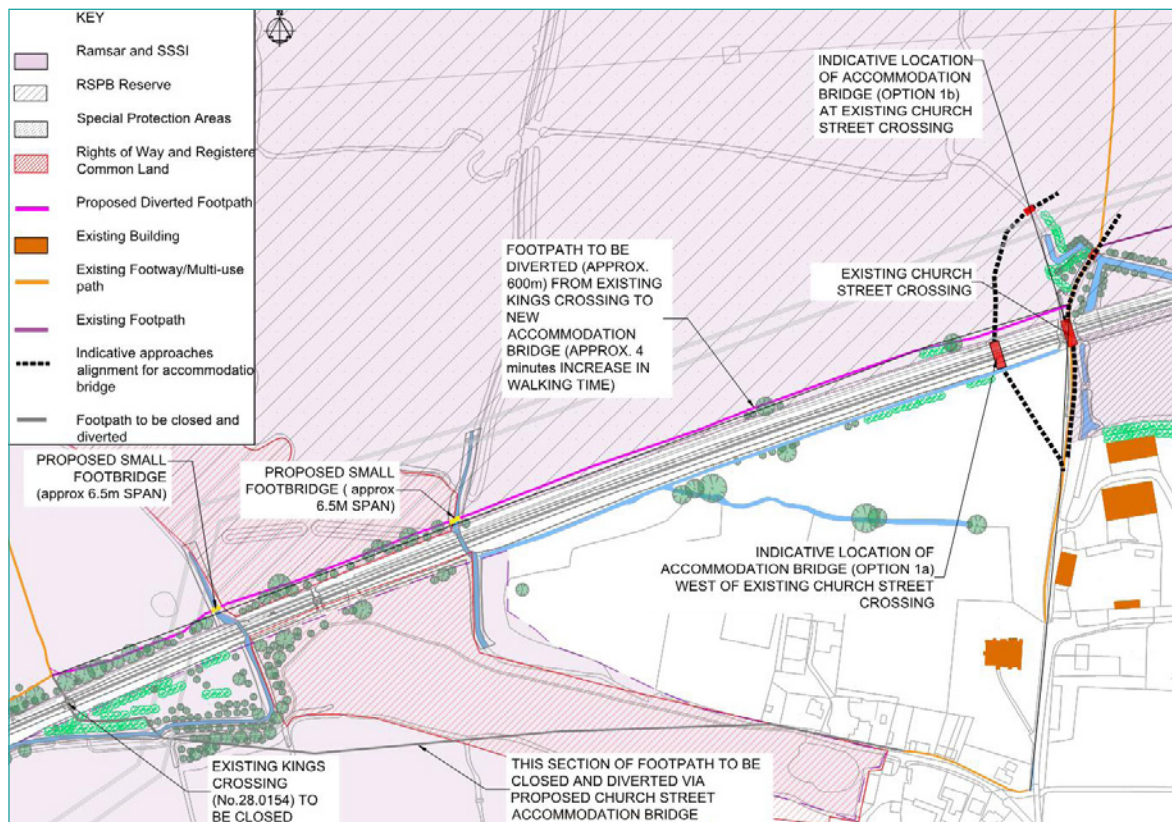 KEY
Ramsar and SSSI
RSPB Reserve
Special Protection Areas
Rights of Way and Registere
Common Land
Proposed Diverted Footpath
Existing Building
Existing Footway/Multi-use
path
Existing Footpath
Indicative approaches
alignment for accommodatio
bridge
Footpath to be closed and
diverted
INDICATIVE LOCATION
OF ACCOMMODATION
BRIDGE (OPTION 1b)
AT EXISTING CHURCH
STREET CROSSING
FOOTPATH TO BE
DIVERTED (APPROX.
600m) FROM EXISTING
KINGS CROSSING TO
NEW
ACCOMMODATION
BRIDGE (APPROX. 4
minutes INCREASE IN
WALKING TIME)
EXISTING CHURCH
STREET CROSSING
PROPOSED SMALL
FOOTBRIDGE
(approx 6.5m SPAN)
PROPOSED SMALL
FOOTBRIDGE ( approx
6.5M SPAN)
INDICATIVE LOCATION OF
ACCOMMODATION BRIDGE (OPTION 1a)
WEST OF EXISTING CHURCH STREET
CROSSING
EXISTING KINGS
CROSSING
(No.28.0154) TO
BE CLOSED
THIS SECTION OF FOOTPATH TO BE
CLOSED AND DIVERTED VIA
PROPOSED CHURCH STREET
ACCOMMODATION BRIDGE